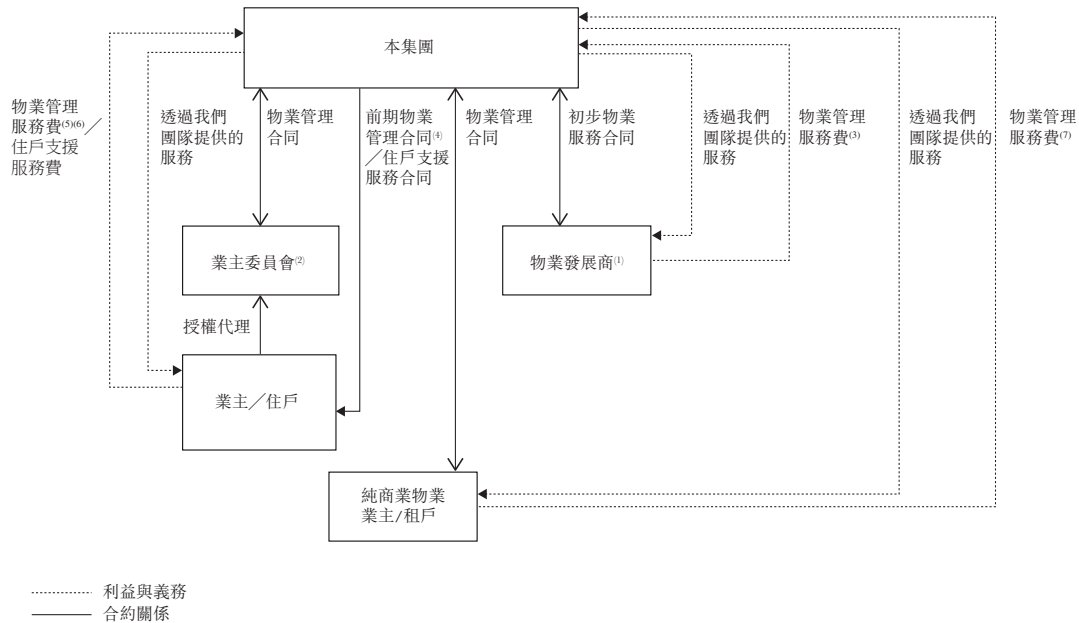 本集團
物業管理
服務費⁽⁵⁾⁽⁶⁾／
住戶支援
服務費
透過我們
團隊提供的
服務
物業管理
合同
前期物業
管理合同⁽⁴⁾
／住戶支援
服務合同
物業管理
合同
初步物業
服務合同
透過我們
團隊提供的
服務
物業管理
服務費⁽³⁾
透過我們
團隊提供的
服務
物業管理
服務費⁽⁷⁾
業主委員會⁽²⁾
物業發展商⁽¹⁾
授權代理
業主／住戶
純商業物業
業主/租戶
利益與義務
合約關係